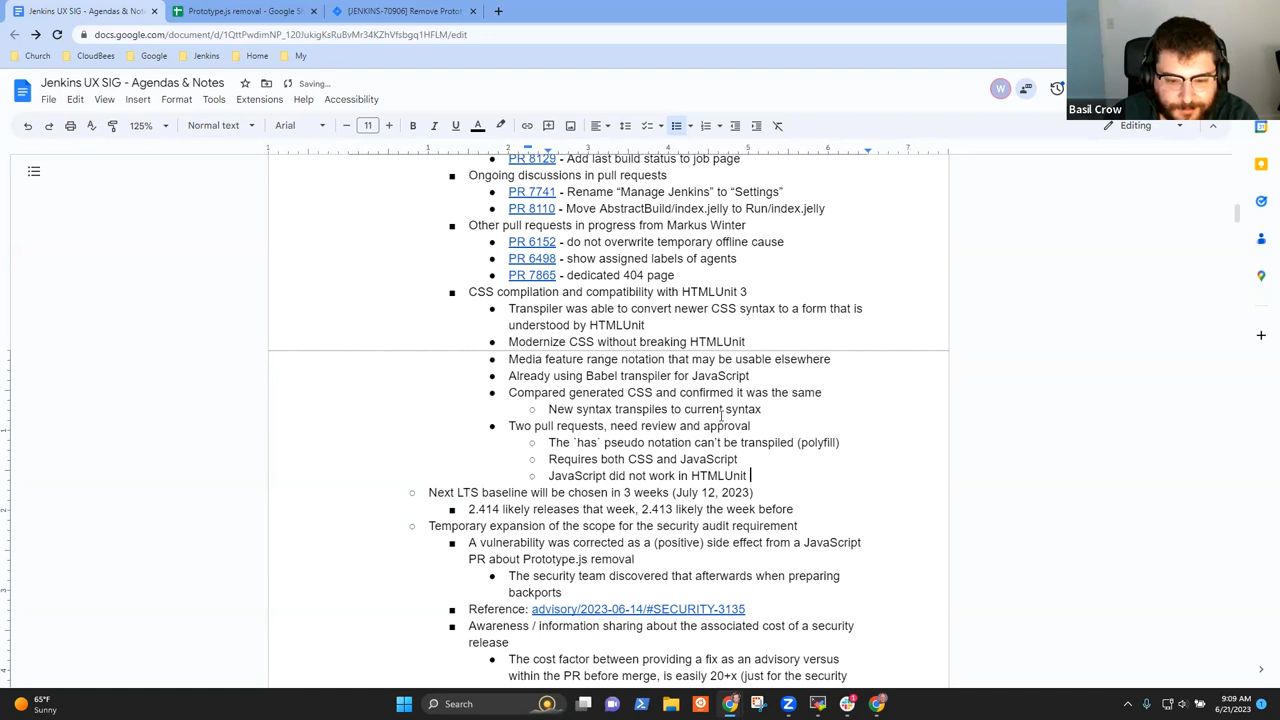 Jenkins UX SIG - Agendas & Notes
Prototype.js removal - Google S
[JENKINS-70906] Remove Protot
docs.google.com/document/d/1QttPwdimNP_120JukigKsRuBvMr34KZhVfsbgq1HFLM/edit
Church
CloudBees
Google
Jenkins
Home
My
Jenkins UX SIG - Agendas & Notes
Saving...
File Edit View Insert Format Tools Extensions Help Accessibility
W
Basil Crow
125%
Normal text
Arial
11
Editing
1 1 2 3 4 5 6 7
PR 8129 - Add last build status to job page
Ongoing discussions in pull requests
PR 7741 - Rename “Manage Jenkins” to “Settings”
PR 8110 - Move AbstractBuild/index.jelly to Run/index.jelly
Other pull requests in progress from Markus Winter
PR 6152 - do not overwrite temporary offline cause
PR 6498 - show assigned labels of agents
PR 7865 - dedicated 404 page
CSS compilation and compatibility with HTMLUnit 3
Transpiler was able to convert newer CSS syntax to a form that is
understood by HTMLUnit
Modernize CSS without breaking HTMLUnit
Media feature range notation that may be usable elsewhere
Already using Babel transpiler for JavaScript
Compared generated CSS and confirmed it was the same
New syntax transpiles to current syntax
Two pull requests, need review and approval
The `has` pseudo notation can’t be transpiled (polyfill)
Requires both CSS and JavaScript
JavaScript did not work in HTMLUnit
Next LTS baseline will be chosen in 3 weeks (July 12, 2023)
2.414 likely releases that week, 2.413 likely the week before
Temporary expansion of the scope for the security audit requirement
A vulnerability was corrected as a (positive) side effect from a JavaScript
PR about Prototype.js removal
The security team discovered that afterwards when preparing
backports
Reference: advisory/2023-06-14/#SECURITY-3135
Awareness / information sharing about the associated cost of a security
release
The cost factor between providing a fix as an advisory versus
within the PR before merge, is easily 20+x (just for the security
65°F
Sunny
Search
9:09 AM
6/21/2023